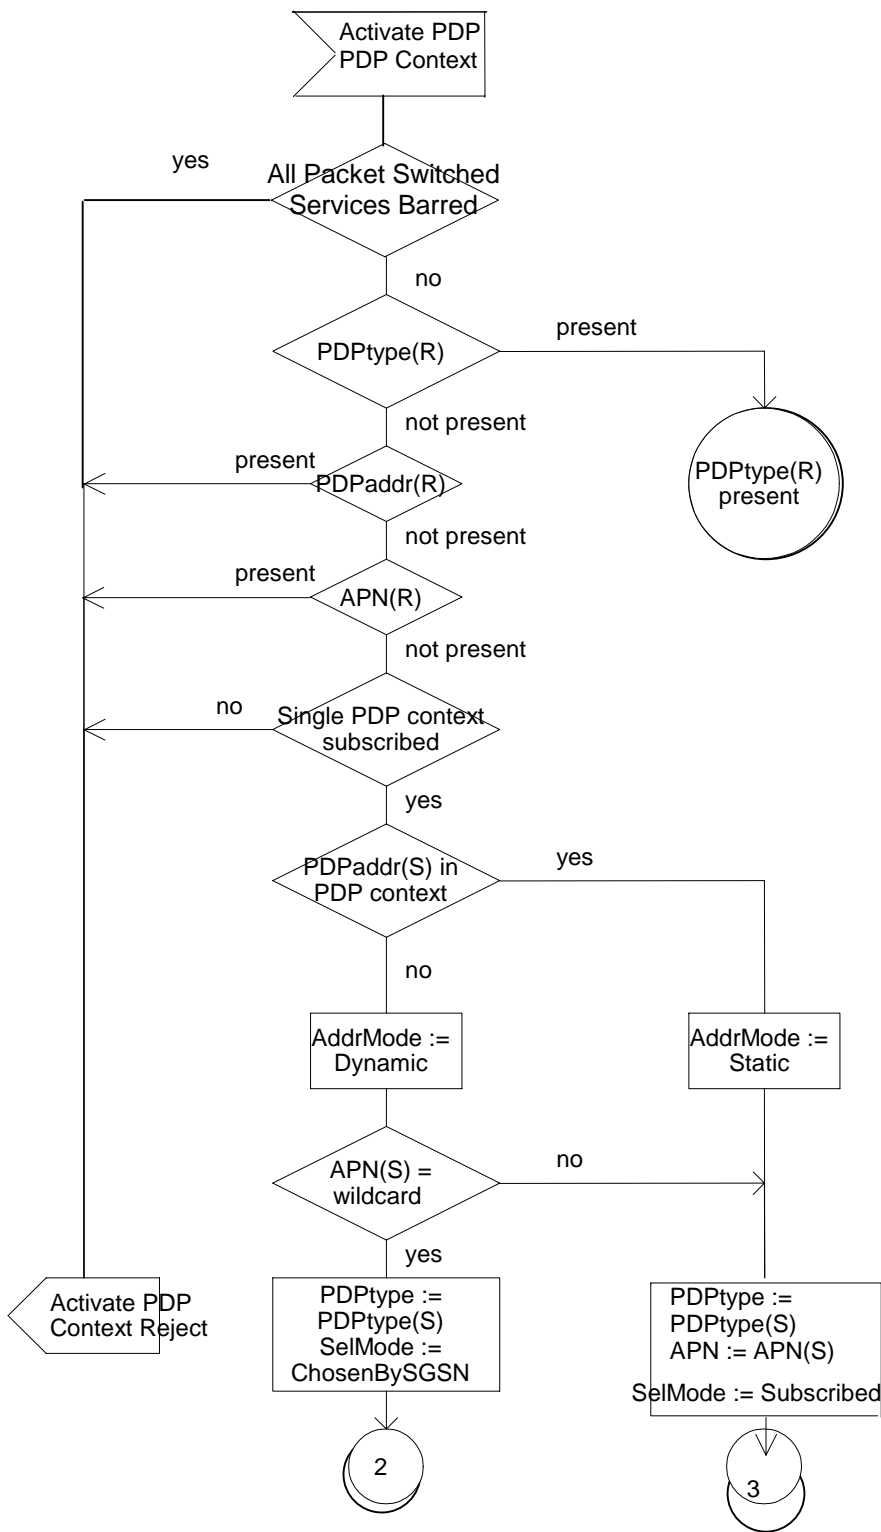 Activate PDP
PDP Context
yes
All Packet Switched
Services Barred
no
PDPtype(R)
present
not present
PDPtype(R)
present
present
PDPaddr(R)
not present
present
APN(R)
not present
no
Single PDP context
subscribed
yes
PDPaddr(S) in
PDP context
yes
no
AddrMode :=
Dynamic
AddrMode :=
Static
APN(S) =
wildcard
no
yes
Activate PDP
Context Reject
PDPtype :=
PDPtype(S)
SelMode :=
ChosenBySGSN
PDPtype :=
PDPtype(S)
APN := APN(S)
SelMode := Subscribed
2
3